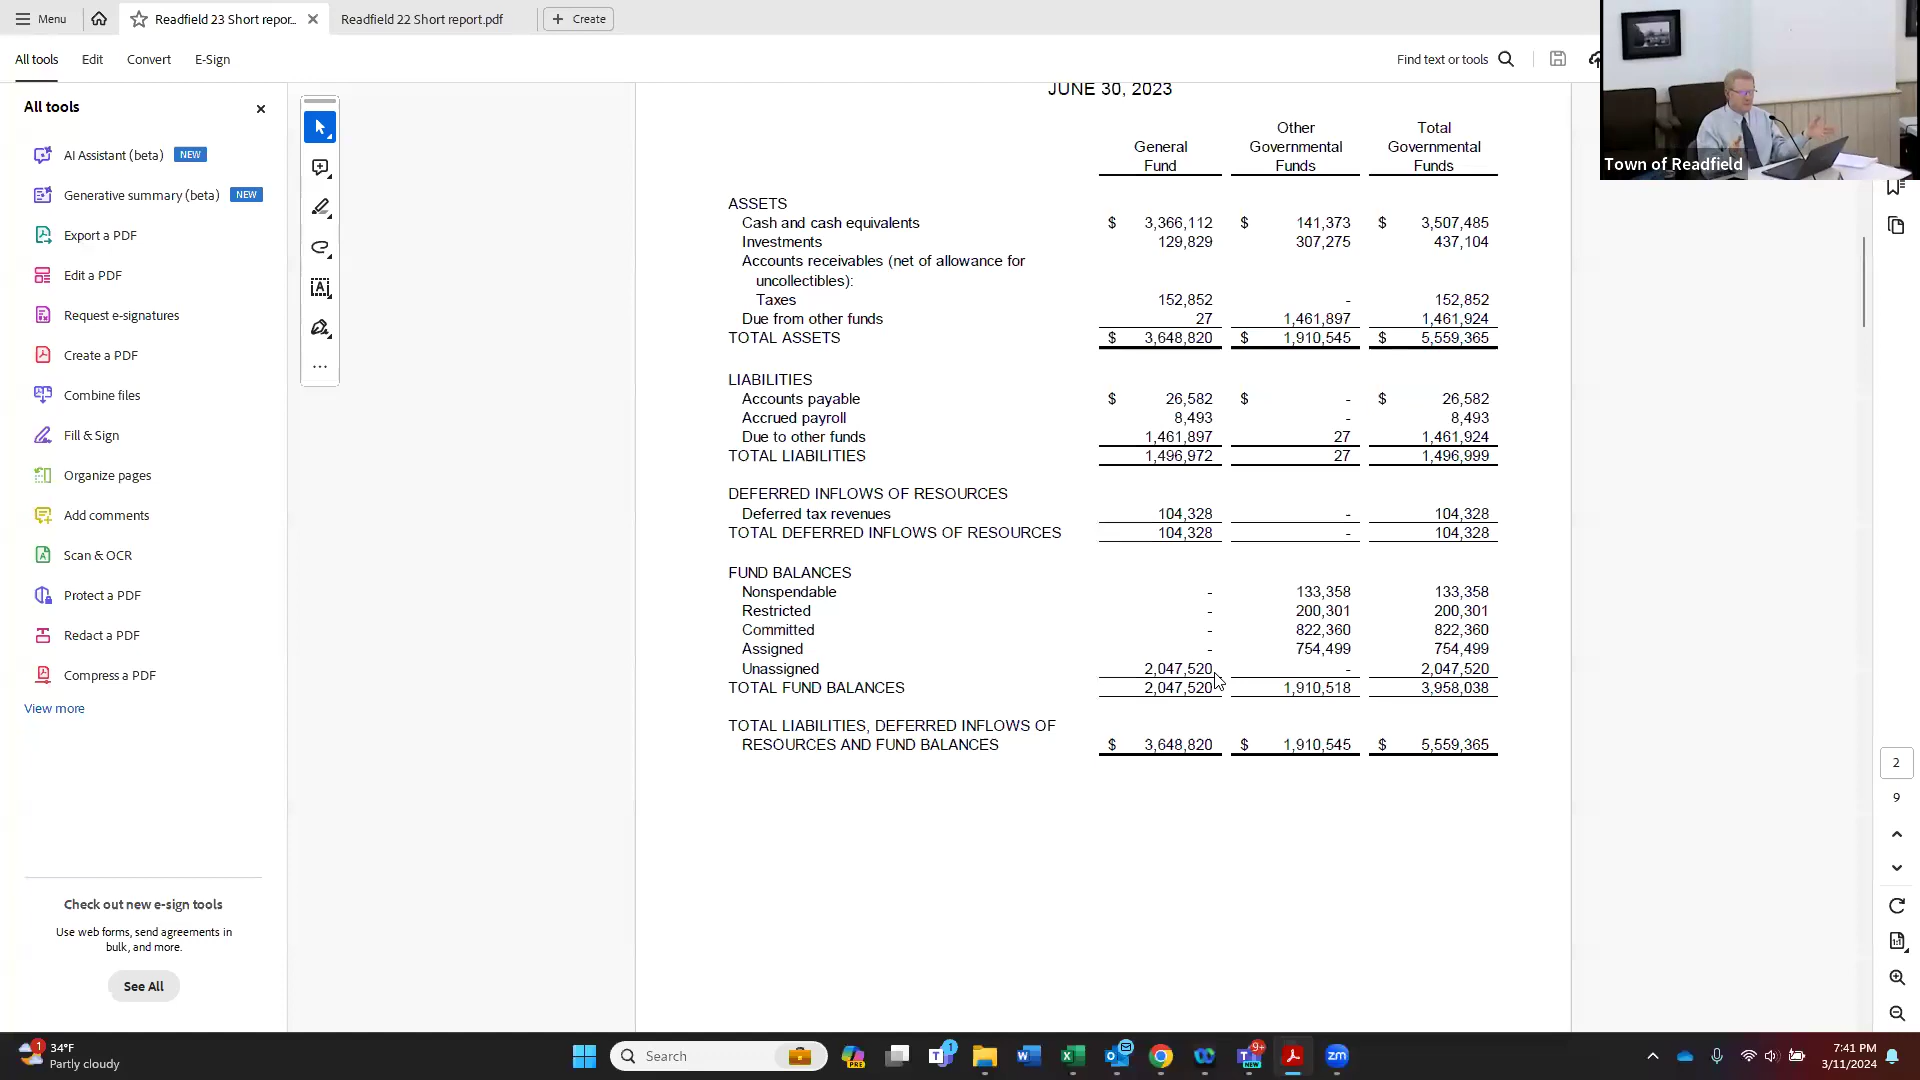 Menu
Readfield 23 Short repor...
Readfield 22 Short report.pdf
Create
All tools
Edit
Convert
E-Sign
Find text or tools
Town of Readfield
All tools
AI Assistant (beta) NEW
Generative summary (beta) NEW
Export a PDF
Edit a PDF
Request e-signatures
Create a PDF
Combine files
Fill & Sign
Organize pages
Add comments
Scan & OCR
Protect a PDF
Redact a PDF
Compress a PDF
View more
Check out new e-sign tools
Use web forms, send agreements in
bulk, and more.
See All
JUNE 30, 2023
General
Fund
Other
Governmental
Funds
Total
Governmental
Funds
ASSETS
Cash and cash equivalents $ 3,366,112 $ 141,373 $ 3,507,485
Investments 129,829 307,275 437,104
Accounts receivables (net of allowance for
uncollectibles):
Taxes 152,852 - 152,852
Due from other funds 27 1,461,897 1,461,924
TOTAL ASSETS $ 3,648,820 $ 1,910,545 $ 5,559,365
LIABILITIES
Accounts payable $ 26,582 $ - $ 26,582
Accrued payroll 8,493 - 8,493
Due to other funds 1,461,897 27 1,461,924
TOTAL LIABILITIES 1,496,972 27 1,496,999
DEFERRED INFLOWS OF RESOURCES
Deferred tax revenues 104,328 - 104,328
TOTAL DEFERRED INFLOWS OF RESOURCES 104,328 - 104,328
FUND BALANCES
Nonspendable - 133,358 133,358
Restricted - 200,301 200,301
Committed - 822,360 822,360
Assigned - 754,499 754,499
Unassigned 2,047,520 - 2,047,520
TOTAL FUND BALANCES 2,047,520 1,910,518 3,958,038
TOTAL LIABILITIES, DEFERRED INFLOWS OF
RESOURCES AND FUND BALANCES $ 3,648,820 $ 1,910,545 $ 5,559,365
2
9
1
34°F
Partly cloudy
Search
PRE
1
9+
NEW
zm
7:41 PM
3/11/2024